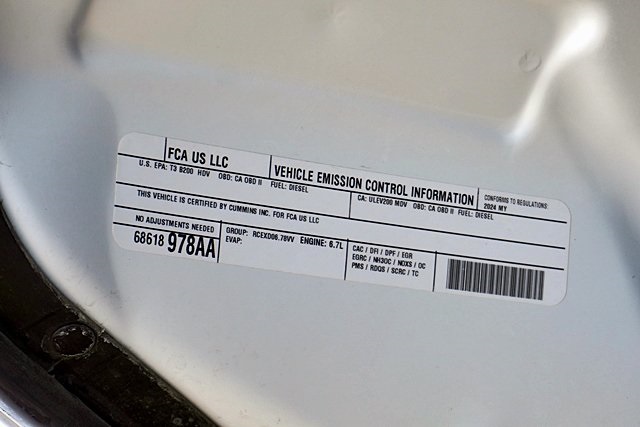 FCA US LLC
VEHICLE EMISSION CONTROL INFORMATION
CONFORMS TO REGULATIONS:
2024 MY
U.S. EPA: T3 B200 HDV OBD: CA OBD II FUEL: DIESEL
CA: ULEV200 MDV OBD: CA OBD II FUEL: DIESEL
THIS VEHICLE IS CERTIFIED BY CUMMINS INC. FOR FCA US LLC
NO ADJUSTMENTS NEEDED
68618 978AA
GROUP: RCEXD06.78VV ENGINE: 6.7L
EVAP:
CAC / DFI / DPF / EGR
EGRC / NH3OC / NOXS / OC
PMS / RDQS / SCRC / TC